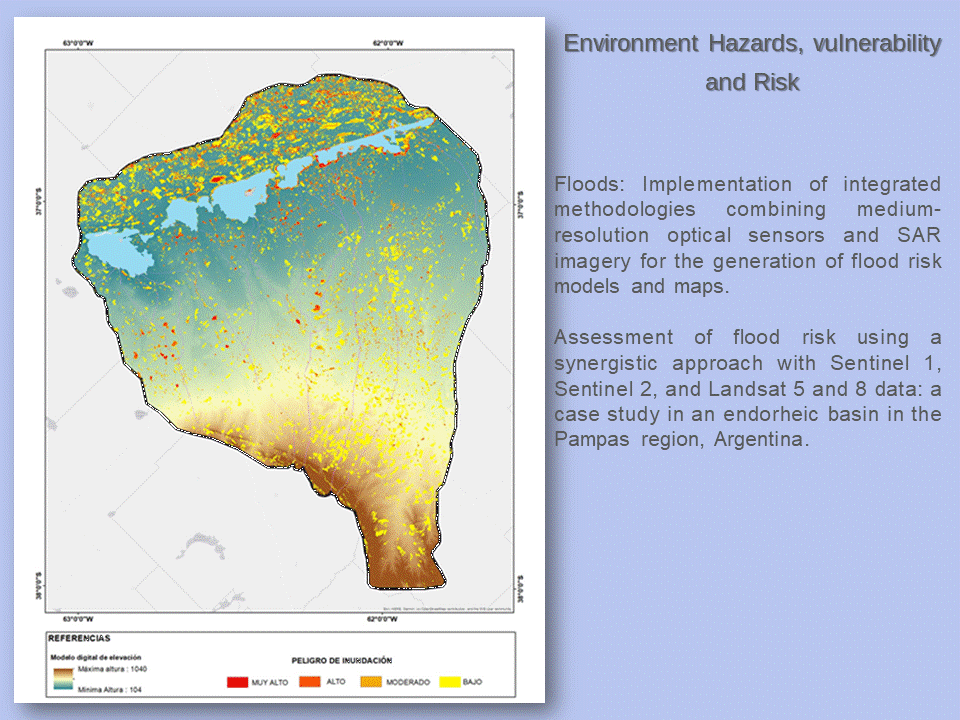 Environment Hazards, vulnerability
and Risk
Floods: Implementation of integrated
methodologies combining medium-
resolution optical sensors and SAR
imagery for the generation of flood risk
models and maps.
Assessment of flood risk using a
synergistic approach with Sentinel 1,
Sentinel 2, and Landsat 5 and 8 data: a
case study in an endorheic basin in the
Pampas region, Argentina.
63°0'0"W 62°0'0"W
37°0'0"S 37°0'0"S
38°0'0"S 38°0'0"S
63°0'0"W 62°0'0"W
REFERENCIAS
Modelo digital de elevación
Máxima altura : 1040
Mínima Altura : 104
PELIGRO DE INUNDACIÓN
MUY ALTO ALTO MODERADO BAJO